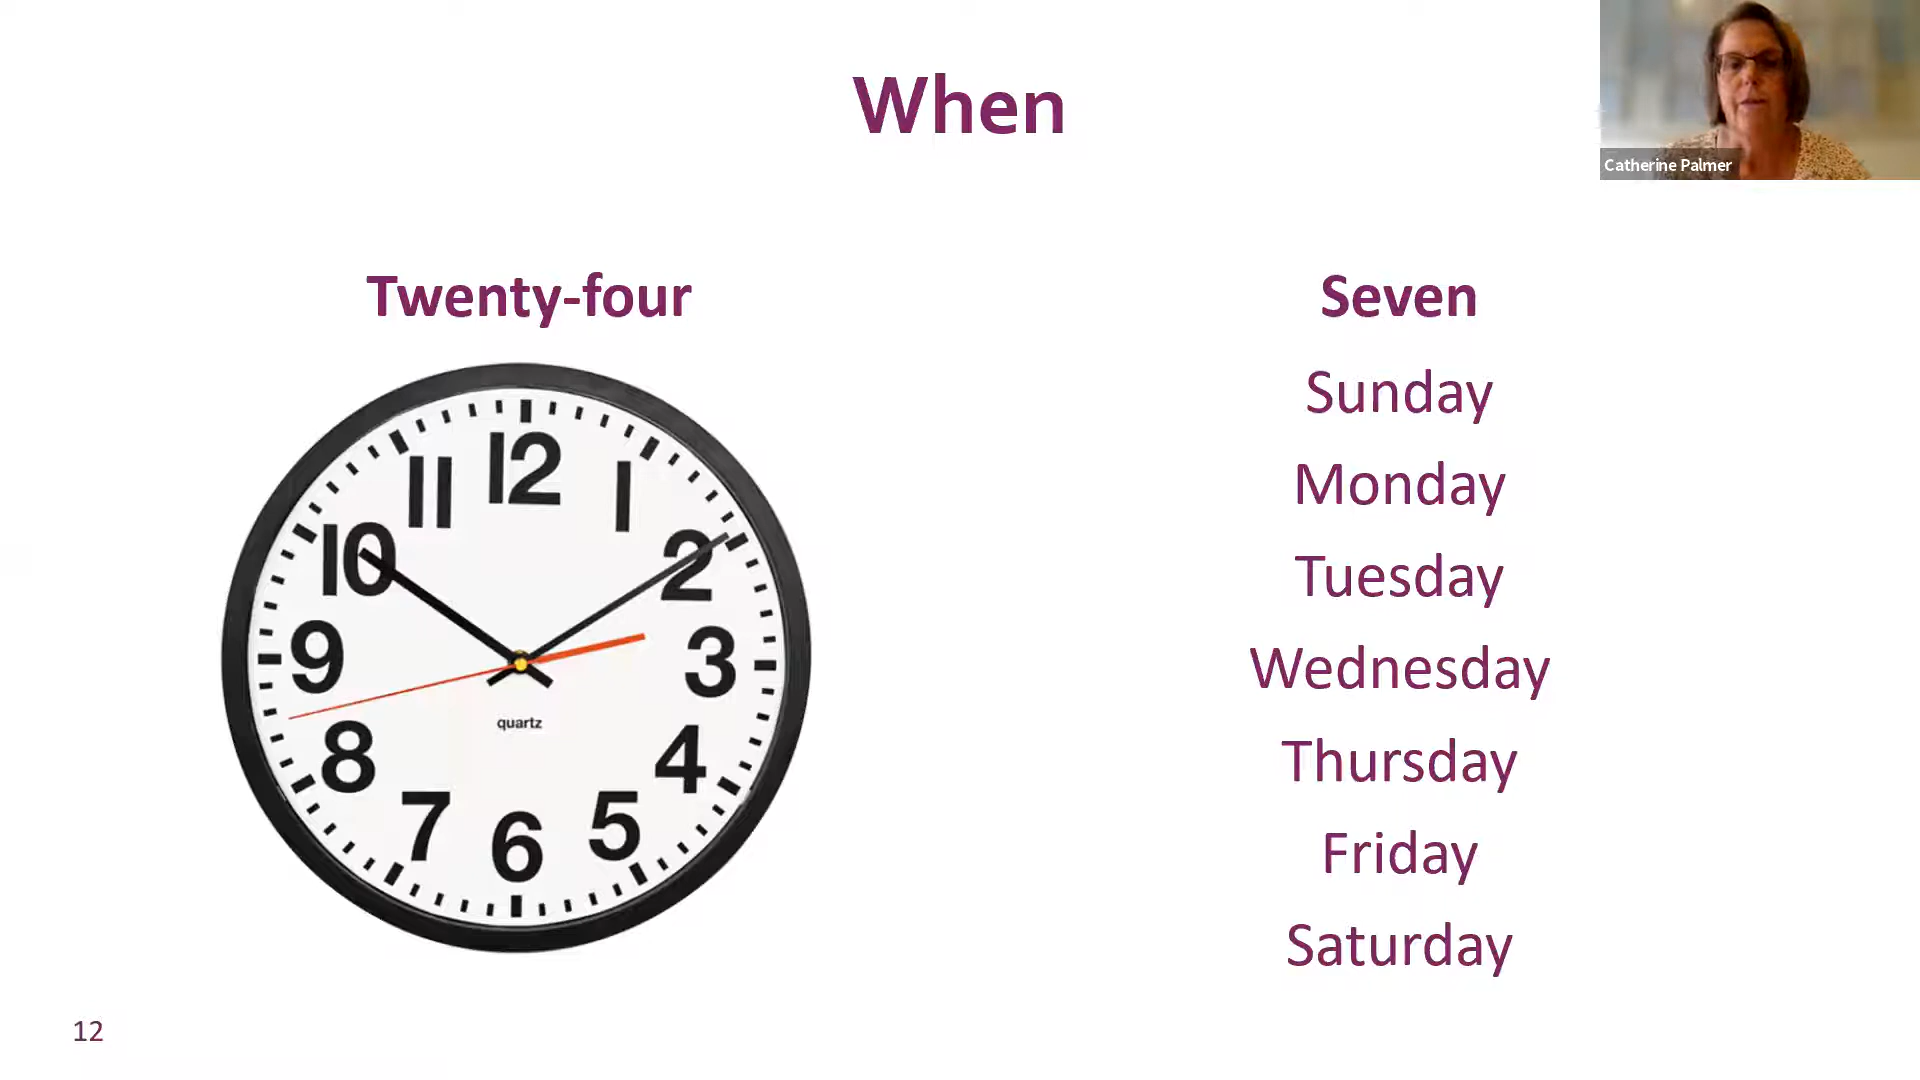 When
Catherine Palmer
Twenty-four
12
11
1
10
2
9
3
quartz
8
4
7
5
6
Seven
Sunday
Monday
Tuesday
Wednesday
Thursday
Friday
Saturday
12